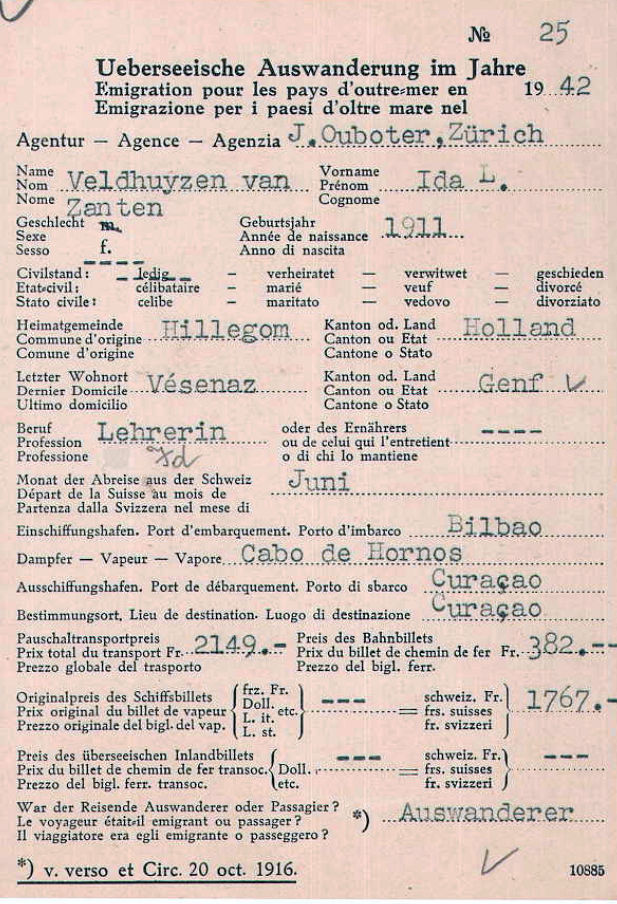 № 25
Ueberseeische Auswanderung im Jahre
Emigration pour les pays d'outre-mer en 19 42
Emigrazione per i paesi d'oltre mare nel
Agentur — Agence — Agenzia J.Ouboter,Zürich
Name Vorname
Nom Veldhuyzen van Prénom Ida L.
Nome Zanten Cognome
Geschlecht m. Geburtsjahr
Sexe Année de naissance 1911
Sesso f. Anno di nascita
Civilstand: ledig — verheiratet — verwitwet — geschieden
Etat-civil: célibataire — marié — veuf — divorcé
Stato civile: celibe — maritato — vedovo — divorziato
Heimatgemeinde Kanton od. Land
Commune d'origine Hillegom Canton ou Etat Holland
Comune d'origine Cantone o Stato
Letzter Wohnort Kanton od. Land
Dernier Domicile Vésenaz Canton ou Etat Genf
Ultimo domicilio Cantone o Stato
Beruf oder des Ernährers ----
Profession Lehrerin ou de celui qui l'entretient
Professione o di chi lo mantiene
Monat der Abreise aus der Schweiz
Départ de la Suisse au mois de Juni
Partenza dalla Svizzera nel mese di
Einschiffungshafen. Port d'embarquement. Porto d'imbarco Bilbao
Dampfer — Vapeur — Vapore Cabo de Hornos
Ausschiffungshafen. Port de débarquement. Porto di sbarco Curaçao
Bestimmungsort. Lieu de destination. Luogo di destinazione Curaçao
Pauschaltransportpreis Preis des Bahnbillets
Prix total du transport Fr. 2149.- Prix du billet de chemin de fer Fr. 382.--
Prezzo globale del trasporto Prezzo del bigl. ferr.
Originalpreis des Schiffsbillets frz. Fr. schweiz. Fr.
Prix original du billet de vapeur Doll. etc. --- = frs. suisses 1767.-
Prezzo originale del bigl. del vap. L. it. fr. svizzeri
L. st.
Preis des überseeischen Inlandbillets --- schweiz. Fr. ---
Prix du billet de chemin de fer transoc. Doll. = frs. suisses
Prezzo del bigl. ferr. transoc. etc. fr. svizzeri
War der Reisende Auswanderer oder Passagier?
Le voyageur était-il emigrant ou passager? *) Auswanderer
Il viaggiatore era egli emigrante o passeggero?
*) v. verso et Circ. 20 oct. 1916. 10885